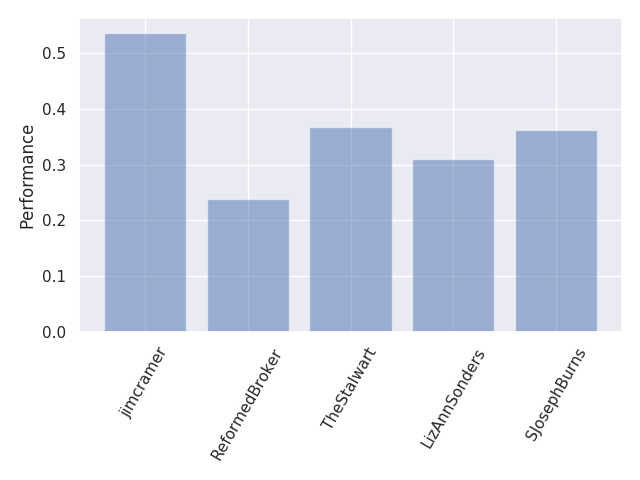 Performance
0.5
0.4
0.3
0.2
0.1
0.0
jimcramer
ReformedBroker
TheStalwart
LizAnnSonders
SJosephBurns